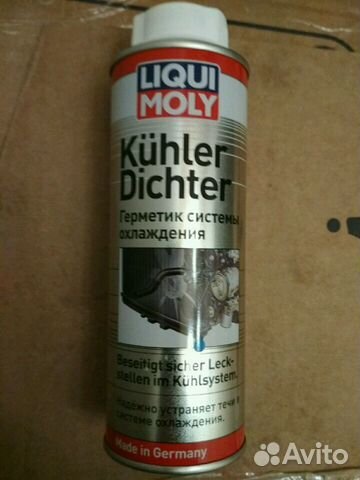 LIQUI
MOLY
Kühler
Dichter
Герметик системы
охлаждения
Beseitigt sicher Leck-
stellen im Kühlsystem.
Надёжно устраняет течи в
системе охлаждения.
Made in Germany
Avito